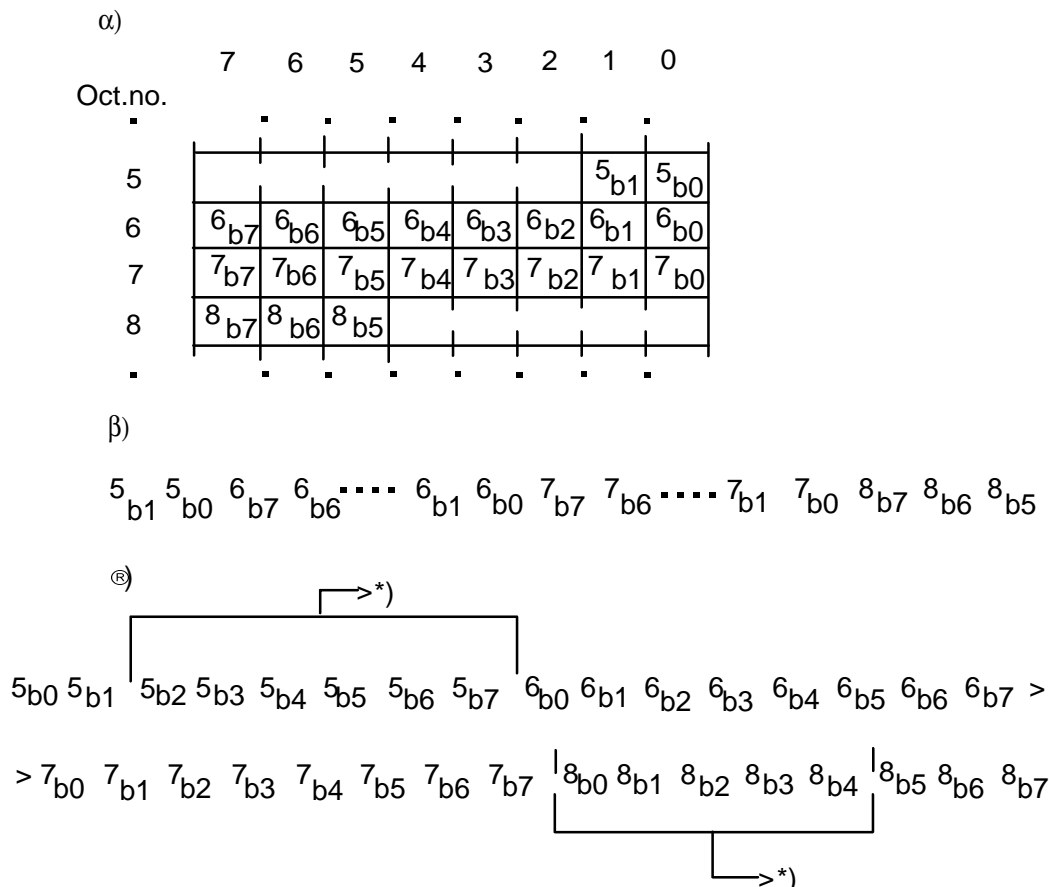 α)
7 6 5 4 3 2 1 0
Oct.no.
5 5b1 5b0
6 6b7 6b6 6b5 6b4 6b3 6b2 6b1 6b0
7 7b7 7b6 7b5 7b4 7b3 7b2 7b1 7b0
8 8b7 8b6 8b5
β)
5b1 5b0 6b7 6b6 .... 6b1 6b0 7b7 7b6 .... 7b1 7b0 8b7 8b6 8b5
®)
>*)
5b0 5b1 5b2 5b3 5b4 5b5 5b6 5b7 6b0 6b1 6b2 6b3 6b4 6b5 6b6 6b7 >
> 7b0 7b1 7b2 7b3 7b4 7b5 7b6 7b7 8b0 8b1 8b2 8b3 8b4 8b5 8b6 8b7
>*)